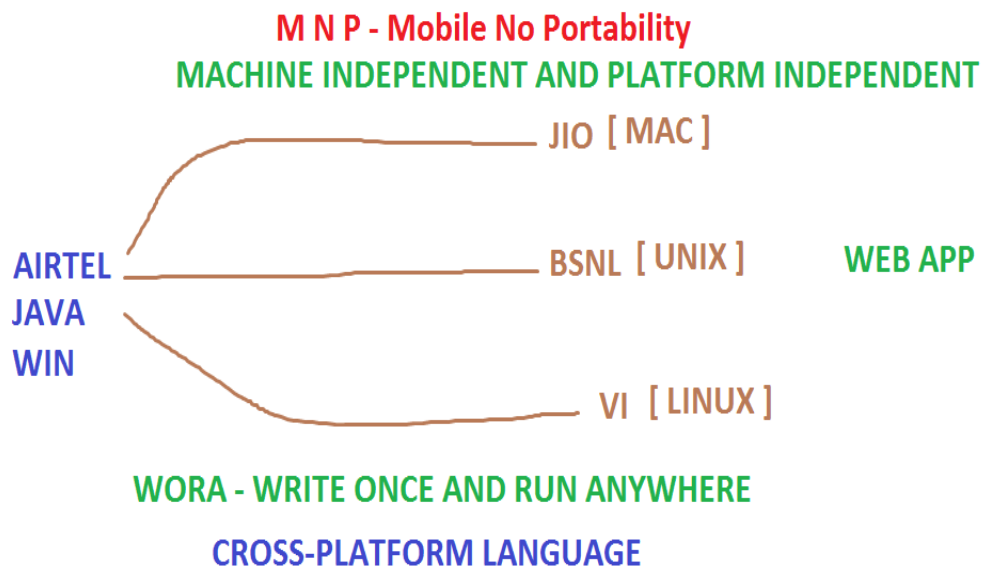 M N P - Mobile No Portability
MACHINE INDEPENDENT AND PLATFORM INDEPENDENT
JIO [ MAC ]
AIRTEL
BSNL [ UNIX ]
WEB APP
JAVA
WIN
VI [ LINUX ]
WORA - WRITE ONCE AND RUN ANYWHERE
CROSS-PLATFORM LANGUAGE